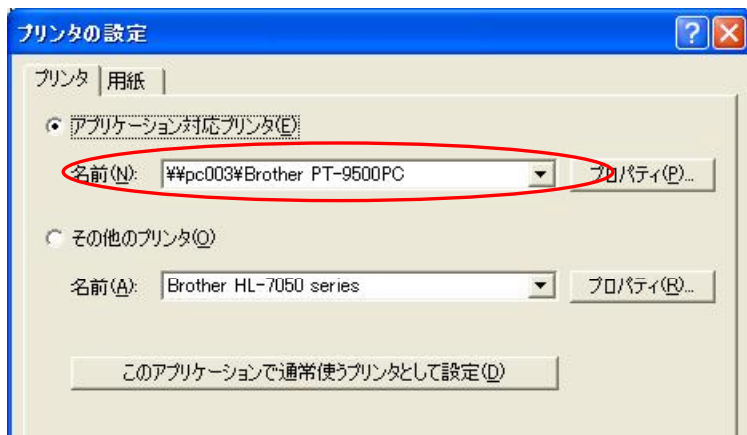 プリンタの設定
プリンタ 用紙
アプリケーション対応プリンタ(E)
名前(N): ¥¥pc003¥Brother PT-9500PC プロパティ(P)...
その他のプリンタ(O)
名前(A): Brother HL-7050 series プロパティ(R)...
このアプリケーションで通常使うプリンタとして設定(D)